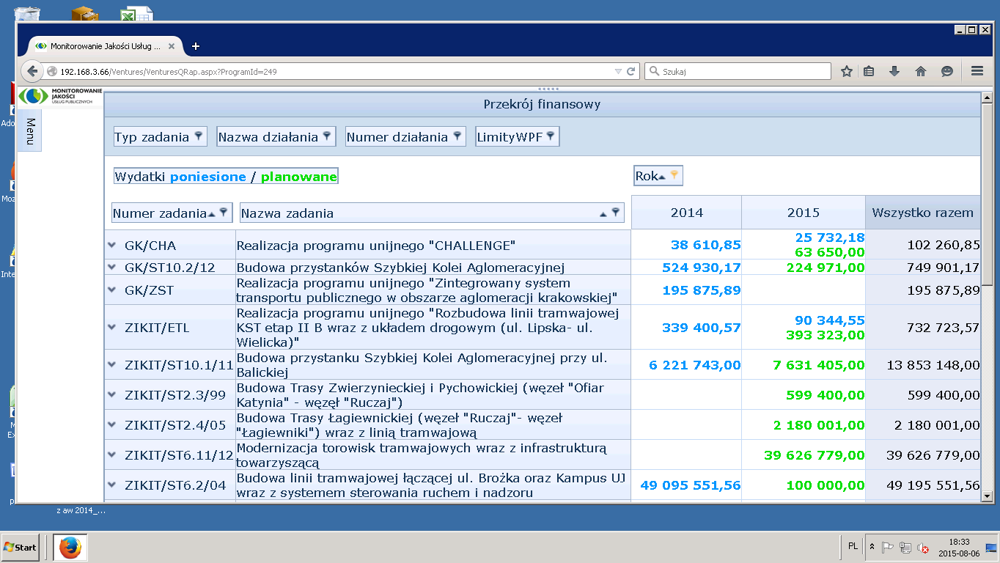 Monitorowanie Jakości Usług ...
192.168.3.66/Ventures/VenturesQRap.aspx?ProgramId=249
Szukaj
MONITOROWANIE
JAKOŚCI
USŁUG PUBLICZNYCH
Menu
Przekrój finansowy
Typ zadania
Nazwa działania
Numer działania
LimityWPF
Wydatki poniesione / planowane
Rok
Numer zadania
Nazwa zadania
2014
2015
Wszystko razem
GK/CHA
Realizacja programu unijnego "CHALLENGE"
38 610,85
25 732,18
63 650,00
102 260,85
GK/ST10.2/12
Budowa przystanków Szybkiej Kolei Aglomeracyjnej
524 930,17
224 971,00
749 901,17
GK/ZST
Realizacja programu unijnego "Zintegrowany system
transportu publicznego w obszarze aglomeracji krakowskiej"
195 875,89
195 875,89
ZIKIT/ETL
Realizacja programu unijnego "Rozbudowa linii tramwajowej
KST etap II B wraz z układem drogowym (ul. Lipska- ul.
Wielicka)"
339 400,57
90 344,55
393 323,00
732 723,57
ZIKIT/ST10.1/11
Budowa przystanku Szybkiej Kolei Aglomeracyjnej przy ul.
Balickiej
6 221 743,00
7 631 405,00
13 853 148,00
ZIKIT/ST2.3/99
Budowa Trasy Zwierzynieckiej i Pychowickiej (węzeł "Ofiar
Katynia" - węzęł "Ruczaj")
599 400,00
599 400,00
ZIKIT/ST2.4/05
Budowa Trasy Łagiewnickiej (węzeł "Ruczaj"- węzeł
"Łagiewniki") wraz z linią tramwajową
2 180 001,00
2 180 001,00
ZIKIT/ST6.11/12
Modernizacja torowisk tramwajowych wraz z infrastrukturą
towarzyszącą
39 626 779,00
39 626 779,00
ZIKIT/ST6.2/04
Budowa linii tramwajowej łączącej ul. Brożka oraz Kampus UJ
wraz z systemem sterowania ruchem i nadzoru
49 095 551,56
100 000,00
49 195 551,56
Ado
Moz
Inte
z aw 2014_...
Start
PL
18:33
2015-08-06